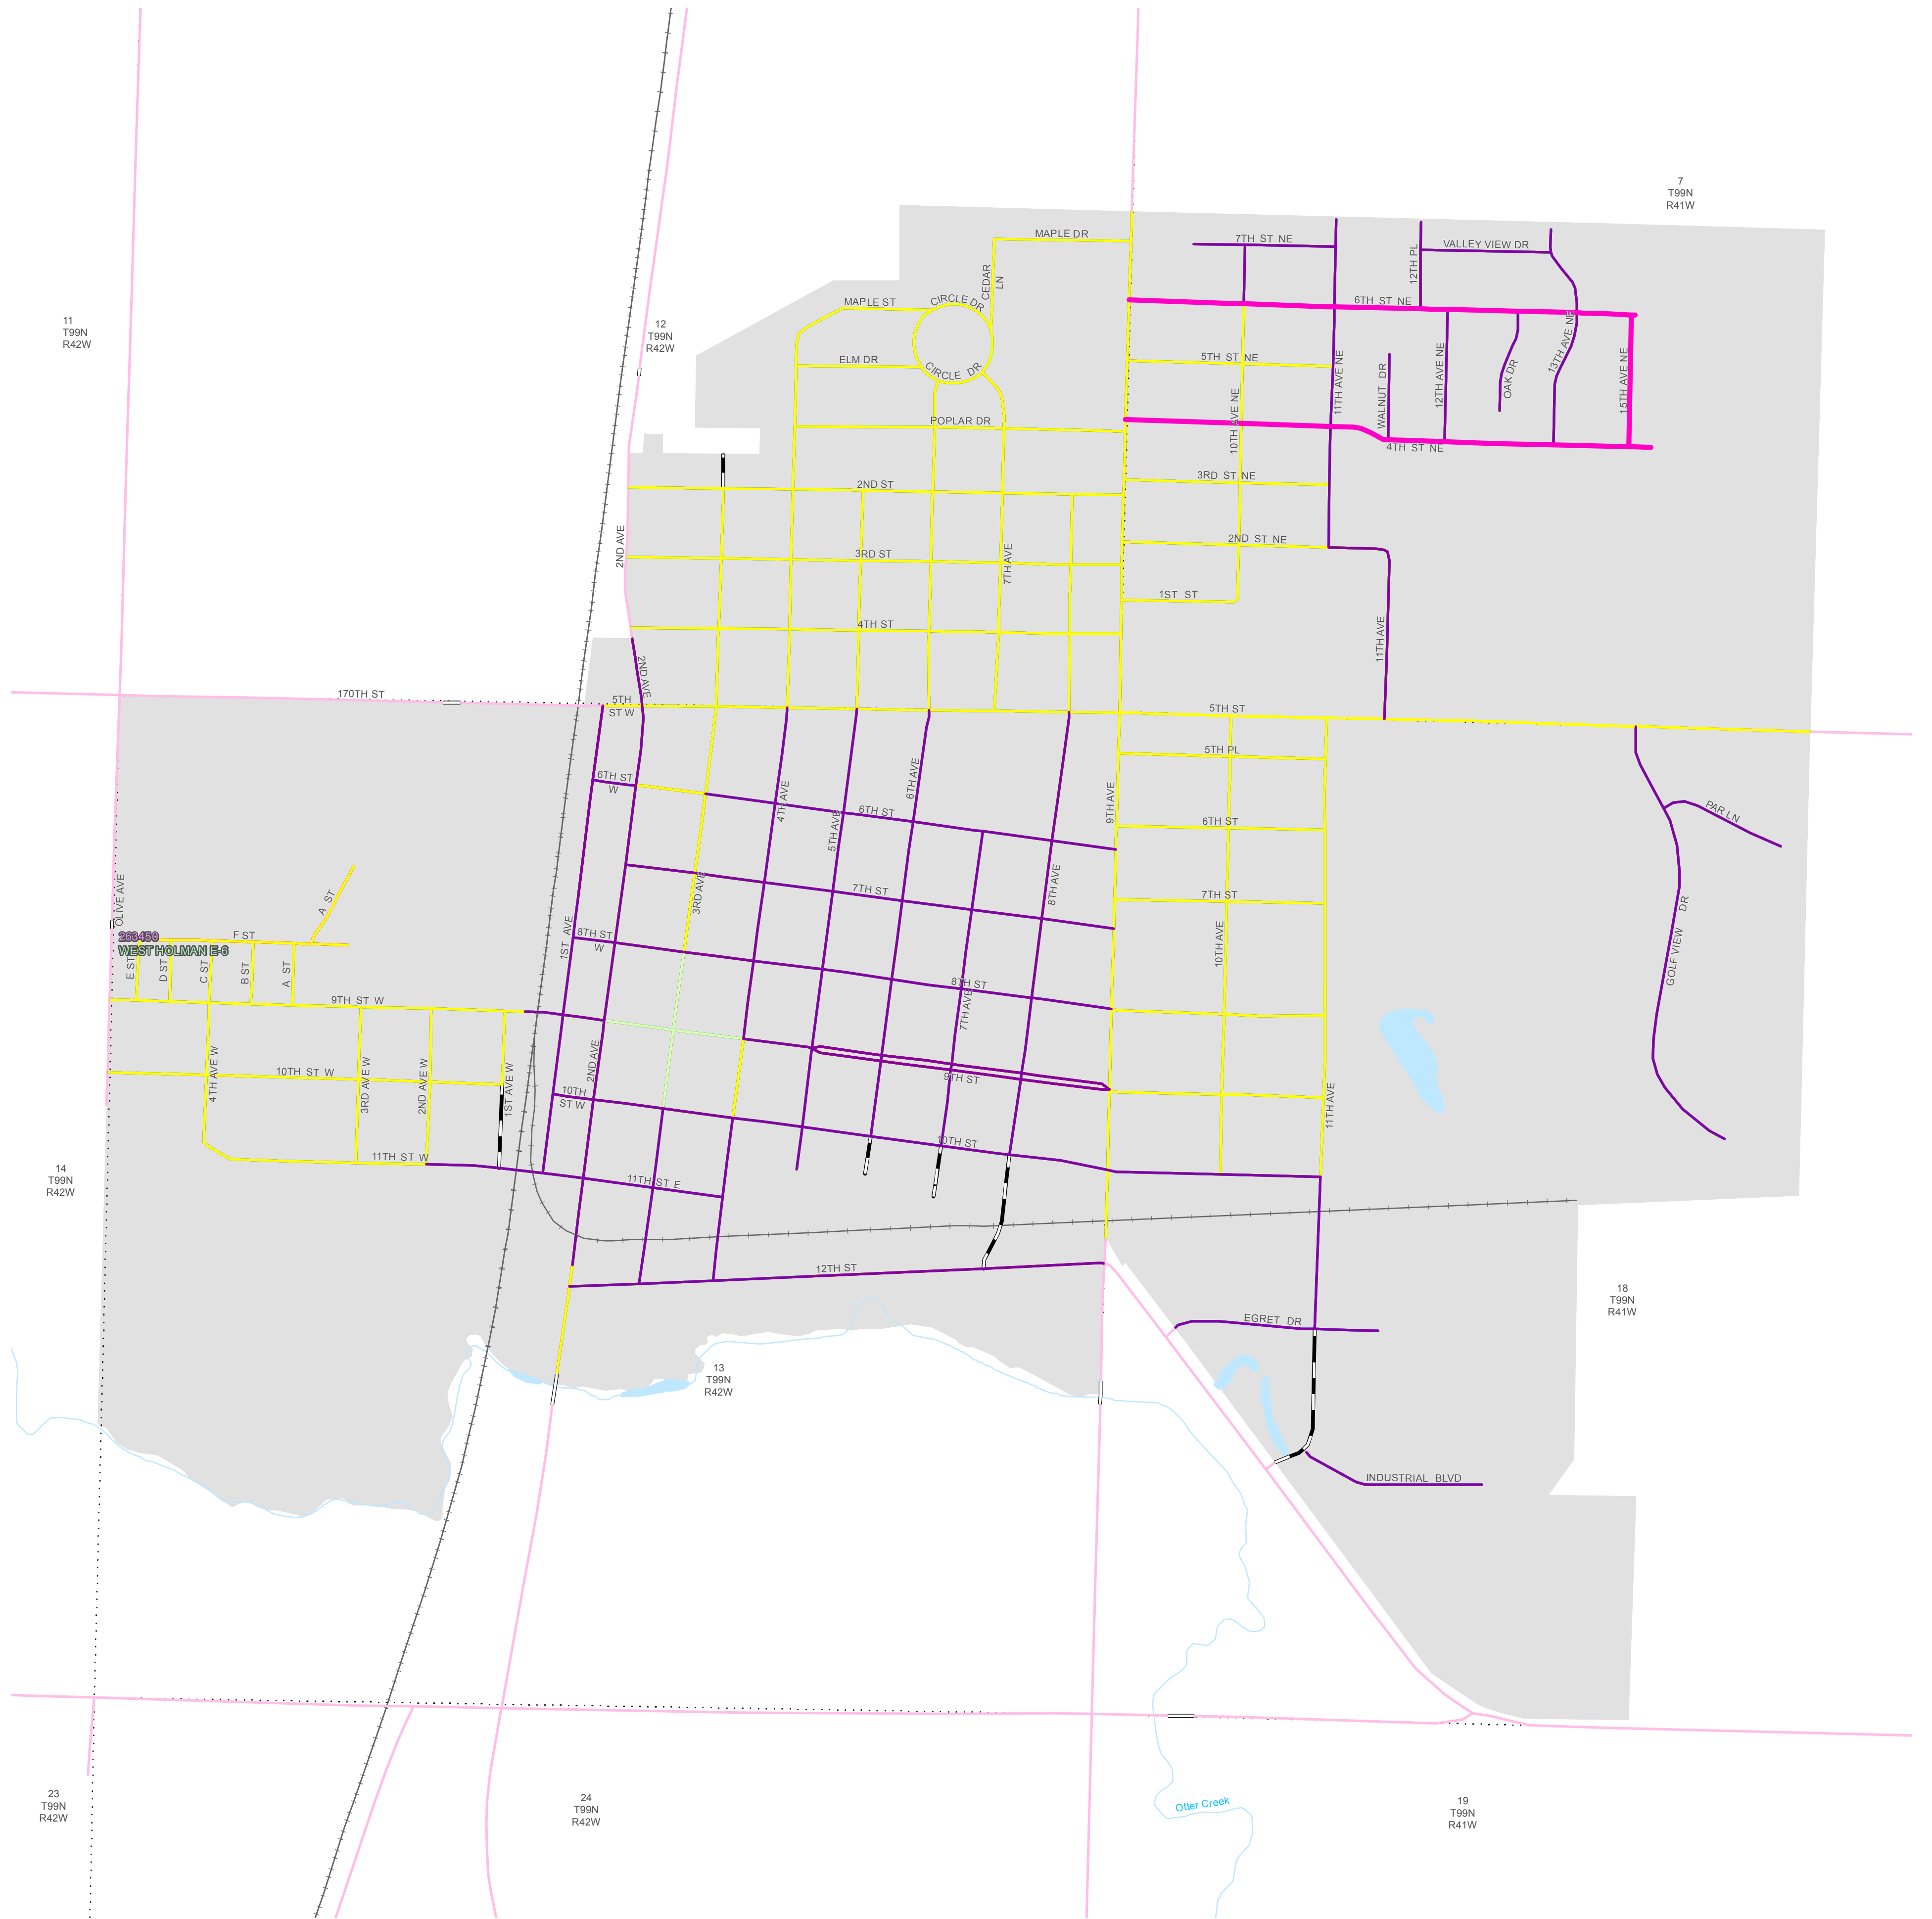 7
T99N
R41W
MAPLE DR
7TH ST NE
VALLEY VIEW DR
12TH PL
CEDAR
LN
MAPLE ST
CIRCLE DR
6TH ST NE
11
T99N
R42W
12
T99N
R42W
ELM DR
CIRCLE DR
5TH ST NE
11TH AVE NE
WALNUT DR
12TH AVE NE
OAK DR
13TH AVE NE
15TH AVE NE
POPLAR DR
10TH AVE NE
4TH ST NE
3RD ST NE
2ND ST
2ND AVE
3RD ST
7TH AVE
2ND ST NE
1ST ST
4TH ST
11TH AVE
2ND AVE
170TH ST
5TH
ST W
5TH ST
5TH PL
6TH ST
W
4TH AVE
6TH AVE
6TH ST
5TH AVE
9TH AVE
6TH ST
PAR LN
OLIVE AVE
A ST
3RD AVE
7TH ST
8TH AVE
7TH ST
263450
WEST HOLMAN E-6
F ST
1ST AVE
8TH ST
W
10TH AVE
GOLF VIEW DR
E ST
D ST
C ST
B ST
A ST
8TH ST
7TH AVE
9TH ST W
2ND AVE
9TH ST
10TH ST W
4TH AVE W
3RD AVE W
2ND AVE W
1ST AVE W
10TH
ST W
11TH AVE
10TH ST
11TH ST W
11TH ST E
14
T99N
R42W
12TH ST
18
T99N
R41W
EGRET DR
13
T99N
R42W
INDUSTRIAL BLVD
23
T99N
R42W
24
T99N
R42W
Otter Creek
19
T99N
R41W